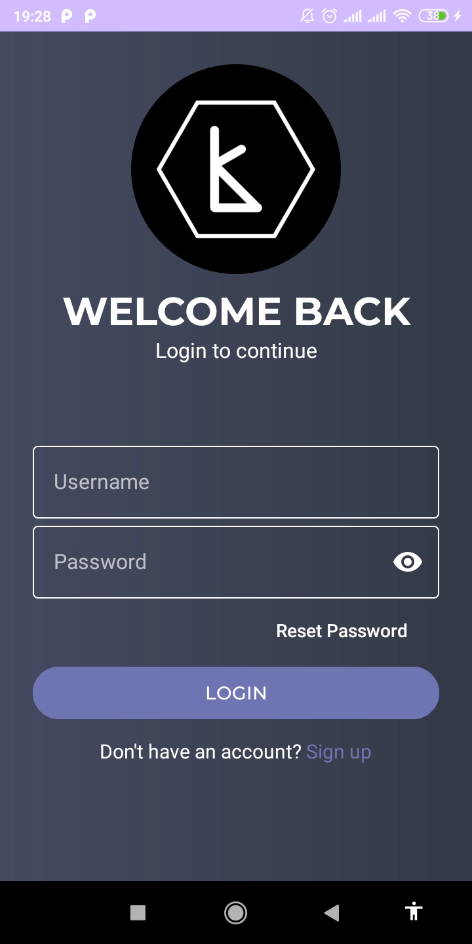 19:28 38
WELCOME BACK
Login to continue
Username
Password
Reset Password
LOGIN
Don't have an account? Sign up